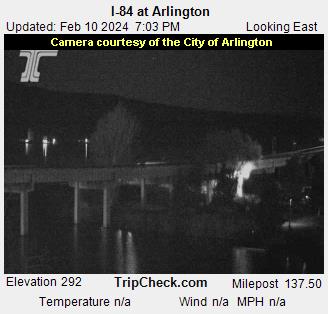 I-84 at Arlington
Updated: Feb 10 2024 7:03 PM Looking East
Camera courtesy of the City of Arlington
Elevation 292 TripCheck.com Milepost 137.50
Temperature n/a Wind n/a MPH n/a